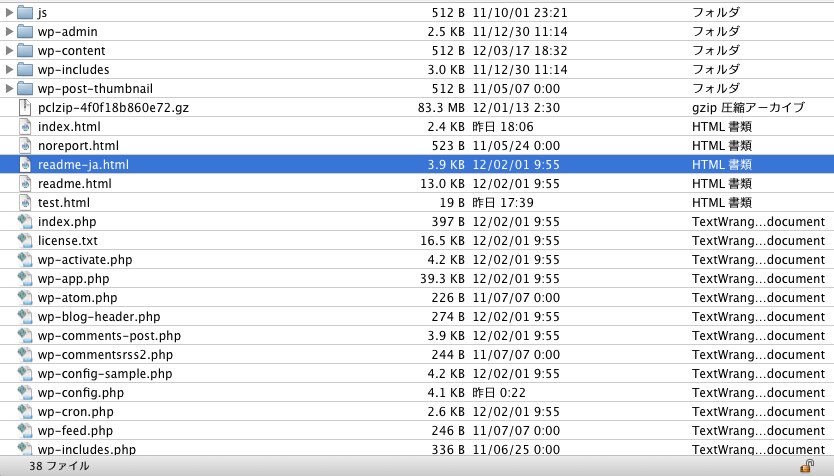 js 512 B 11/10/01 23:21 フォルダ
wp-admin 2.5 KB 11/12/30 11:14 フォルダ
wp-content 512 B 12/03/17 18:32 フォルダ
wp-includes 3.0 KB 11/12/30 11:14 フォルダ
wp-post-thumbnail 512 B 11/05/07 0:00 フォルダ
pclzip-4f0f18b860e72.gz 83.3 MB 12/01/13 2:30 gzip 圧縮アーカイブ
index.html 2.4 KB 昨日 18:06 HTML 書類
noreport.html 523 B 11/05/24 0:00 HTML 書類
readme-ja.html 3.9 KB 12/02/01 9:55 HTML 書類
readme.html 13.0 KB 12/02/01 9:55 HTML 書類
test.html 19 B 昨日 17:39 HTML 書類
index.php 397 B 12/02/01 9:55 TextWrang...document
license.txt 16.5 KB 12/02/01 9:55 TextWrang...document
wp-activate.php 4.2 KB 12/02/01 9:55 TextWrang...document
wp-app.php 39.3 KB 12/02/01 9:55 TextWrang...document
wp-atom.php 226 B 11/07/07 0:00 TextWrang...document
wp-blog-header.php 274 B 12/02/01 9:55 TextWrang...document
wp-comments-post.php 3.9 KB 12/02/01 9:55 TextWrang...document
wp-commentsrss2.php 244 B 11/07/07 0:00 TextWrang...document
wp-config-sample.php 4.2 KB 12/02/01 9:55 TextWrang...document
wp-config.php 4.1 KB 昨日 0:22 TextWrang...document
wp-cron.php 2.6 KB 12/02/01 9:55 TextWrang...document
wp-feed.php 246 B 11/07/07 0:00 TextWrang...document
wp-includes.php 336 B 11/06/25 0:00 TextWrang...document
38 ファイル